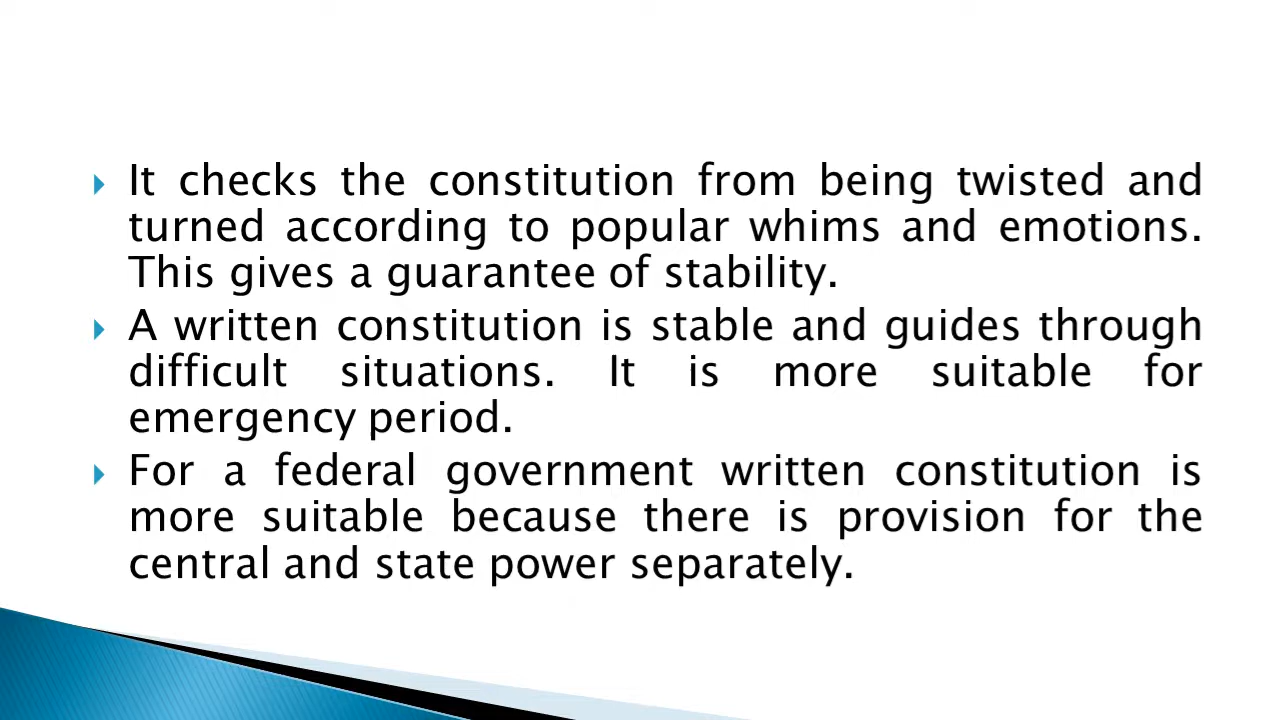 It checks the constitution from being twisted and
turned according to popular whims and emotions.
This gives a guarantee of stability.
A written constitution is stable and guides through
difficult situations. It is more suitable for
emergency period.
For a federal government written constitution is
more suitable because there is provision for the
central and state power separately.